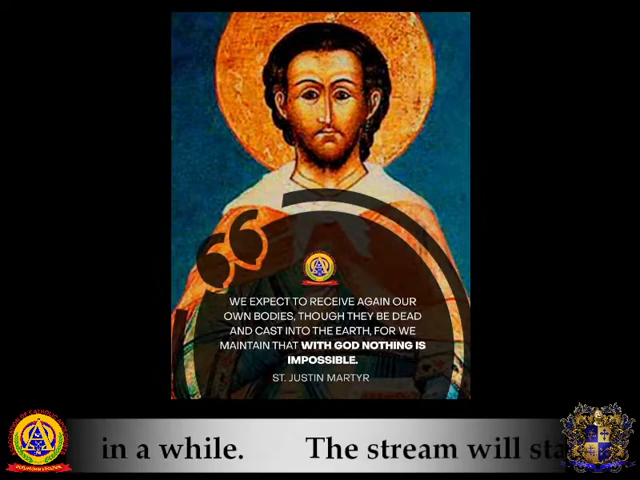 WE EXPECT TO RECEIVE AGAIN OUR
OWN BODIES, THOUGH THEY BE DEAD
AND CAST INTO THE EARTH, FOR WE
MAINTAIN THAT WITH GOD NOTHING IS
IMPOSSIBLE.
ST. JUSTIN MARTYR
in a while. The stream will sta